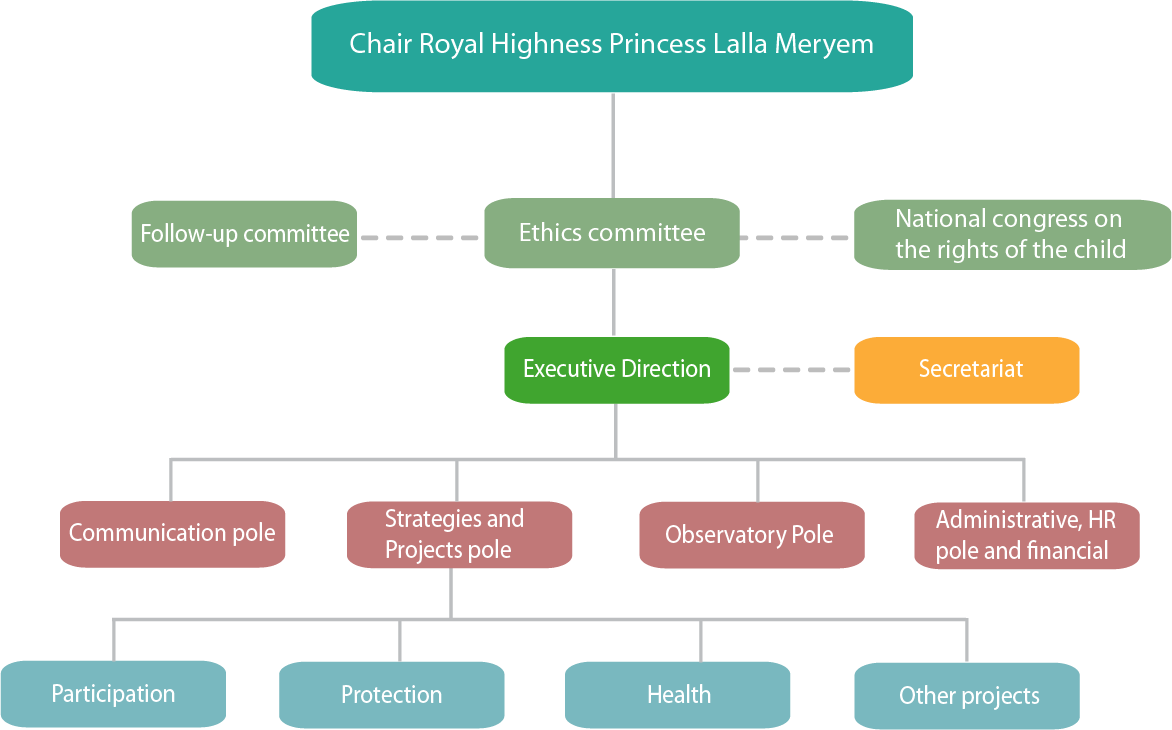 Chair Royal Highness Princess Lalla Meryem
Follow-up committee
Ethics committee
National congress on
the rights of the child
Executive Direction
Secretariat
Communication pole
Strategies and
Projects pole
Observatory Pole
Administrative, HR
pole and financial
Participation
Protection
Health
Other projects